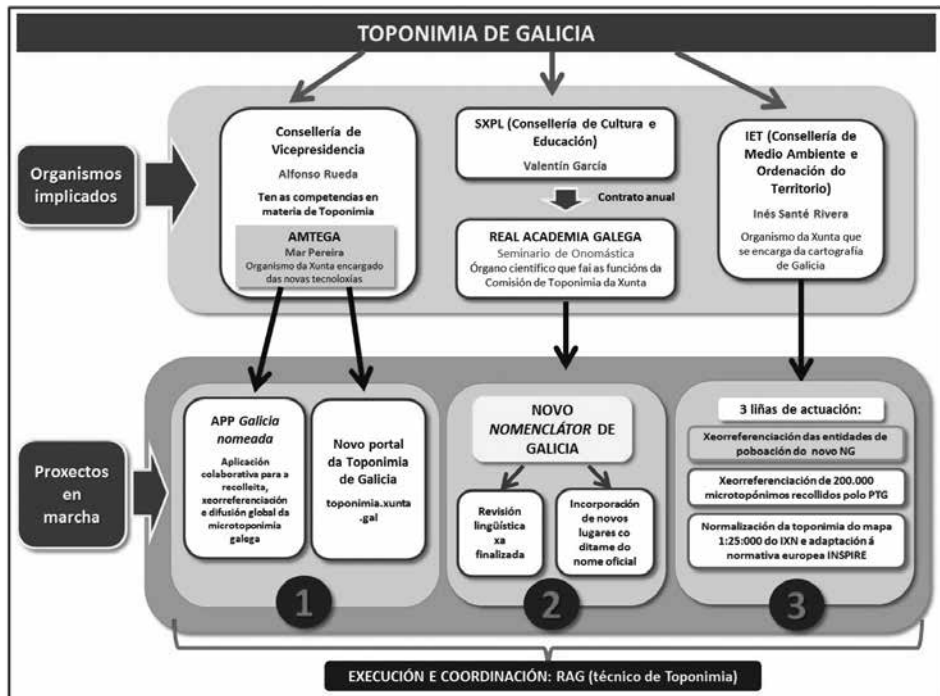 TOPONIMIA DE GALICIA
Organismos
implicados
Consellería de
Vicepresidencia
Alfonso Rueda
Ten as competencias en
materia de Toponimia
AMTEGA
Mar Pereira
Organismo da Xunta encargado
das novas tecnoloxías
SXPL (Consellería de Cultura e
Educación)
Valentín García
Contrato anual
REAL ACADEMIA GALEGA
Seminario de Onomástica
Órgano científico que fai as funcións da
Comisión de Toponimia da Xunta
IET (Consellería de
Medio Ambiente e
Ordenación do
Territorio)
Inés Santé Rivera
Organismo da Xunta que
se encarga da cartografía
de Galicia
Proxectos
en
marcha
APP Galicia
nomeada
Aplicación
colaborativa para a
recolleita,
xeorreferenciación
e difusión global da
microtoponimia
galega
Novo portal
da Toponimia
de Galicia
toponimia.xunta
.gal
1
NOVO
NOMENCLÁTOR DE
GALICIA
Revisión
lingüística
xa
finalizada
Incorporación
de novos
lugares co
ditame do
nome oficial
2
3 liñas de actuación:
Xeorreferenciación das entidades de
poboación do novo NG
Xeorreferenciación de 200.000
microtopónimos recollidos polo PTG
Normalización da toponimia do mapa
1:25:000 do IXN e adaptación á
normativa europea INSPIRE
3
EXECUCIÓN E COORDINACIÓN: RAG (técnico de Toponimia)